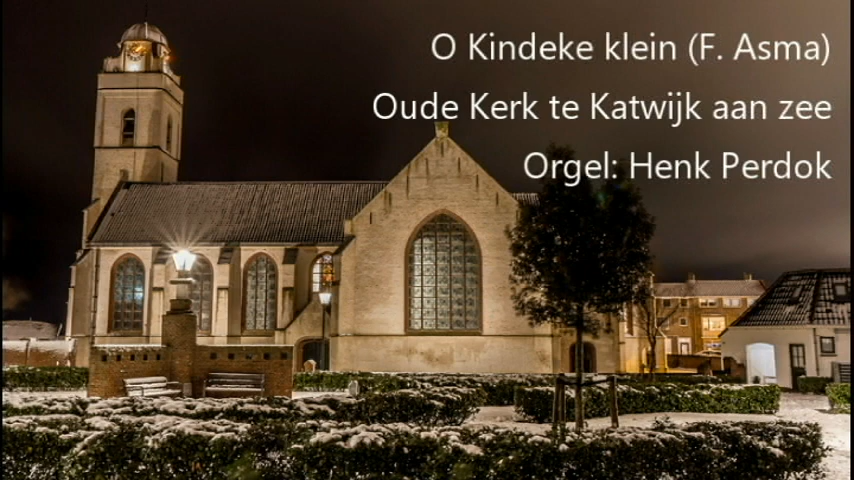 O Kindeke klein (F. Asma)
Oude Kerk te Katwijk aan zee
Orgel: Henk Perdok